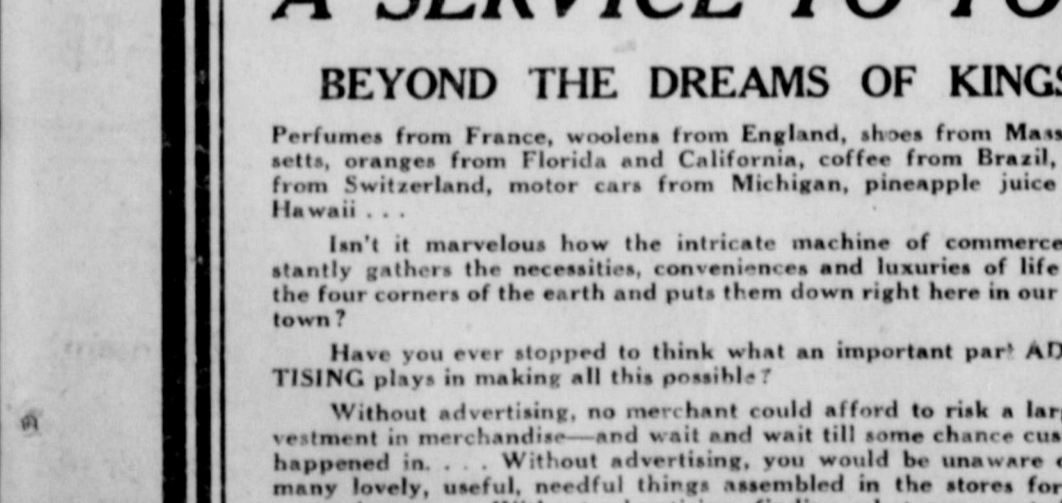 A SERVICE TO YO
BEYOND THE DREAMS OF KINGS
Perfumes from France, woolens from England, shoes from Mass
setts, oranges from Florida and California, coffee from Brazil,
from Switzerland, motor cars from Michigan, pineapple juice
Hawaii . . .
Isn't it marvelous how the intricate machine of commerce
stantly gathers the necessities, conveniences and luxuries of life
the four corners of the earth and puts them down right here in our
town?
Have you ever stopped to think what an important part AD
TISING plays in making all this possible?
Without advertising, no merchant could afford to risk a lar
vestment in merchandise—and wait and wait till some chance cus
happened in. . . . Without advertising, you would be unaware
many lovely, useful, needful things assembled in the stores for